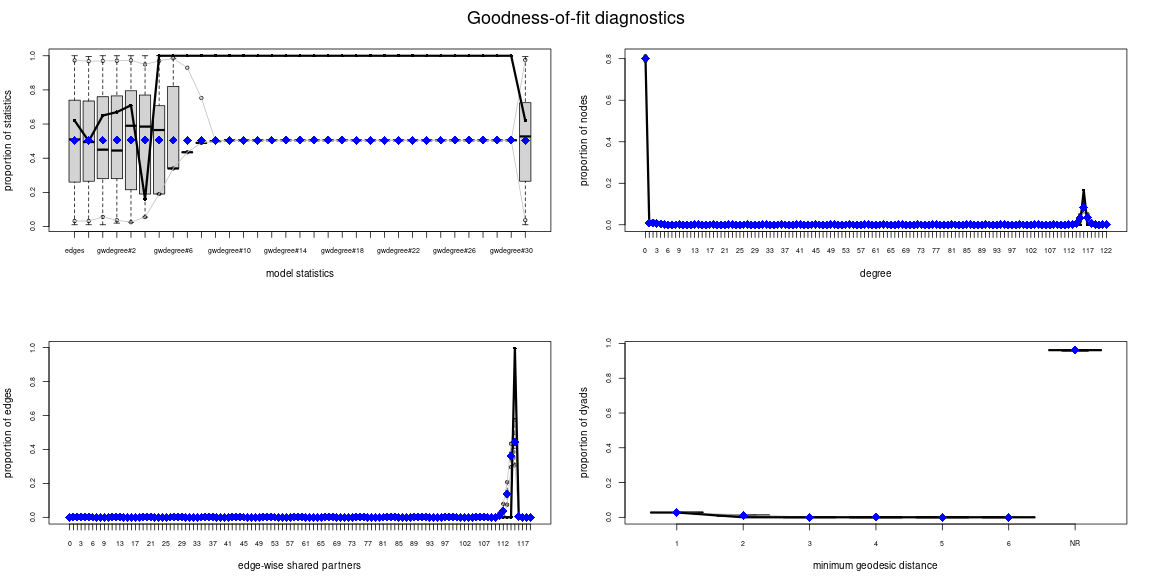 Goodness-of-fit diagnostics
proportion of statistics
0.0 0.2 0.4 0.6 0.8 1.0
edges gwdegree#2 gwdegree#6 gwdegree#10 gwdegree#14 gwdegree#18 gwdegree#22 gwdegree#26 gwdegree#30
model statistics
proportion of nodes
0.0 0.2 0.4 0.6 0.8
0 3 6 9 13 17 21 25 29 33 37 41 45 49 53 57 61 65 69 73 77 81 85 89 93 97 102 107 112 117 122
degree
proportion of edges
0.0 0.2 0.4 0.6 0.8 1.0
0 3 6 9 13 17 21 25 29 33 37 41 45 49 53 57 61 65 69 73 77 81 85 89 93 97 102 107 112 117
edge-wise shared partners
proportion of dyads
0.0 0.2 0.4 0.6 0.8 1.0
1 2 3 4 5 6 NR
minimum geodesic distance